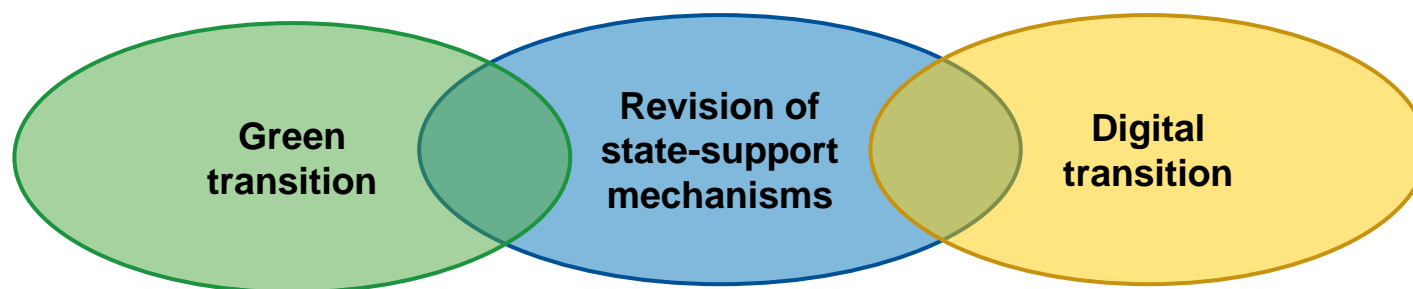 Green
transition
Revision of
state-support
mechanisms
Digital
transition